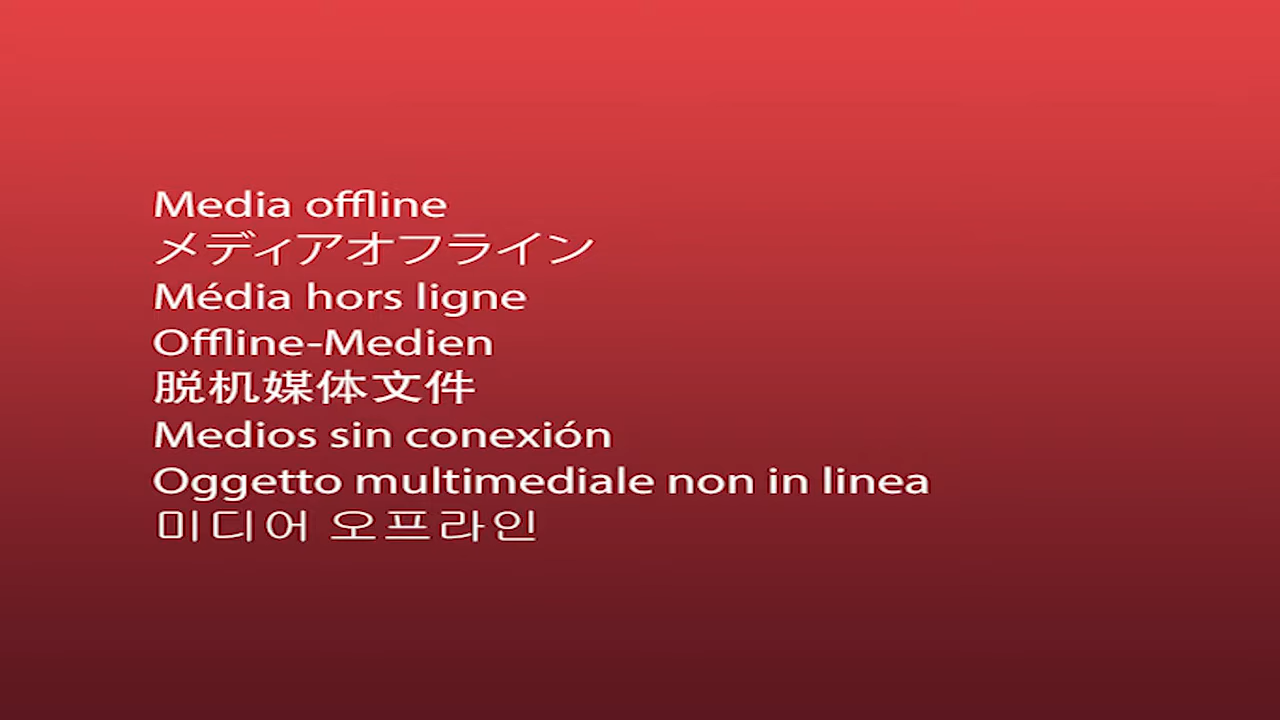 Media offline
メディアオフライン
Média hors ligne
Offline-Medien
脱机媒体文件
Medios sin conexión
Oggetto multimediale non in linea
미디어 오프라인